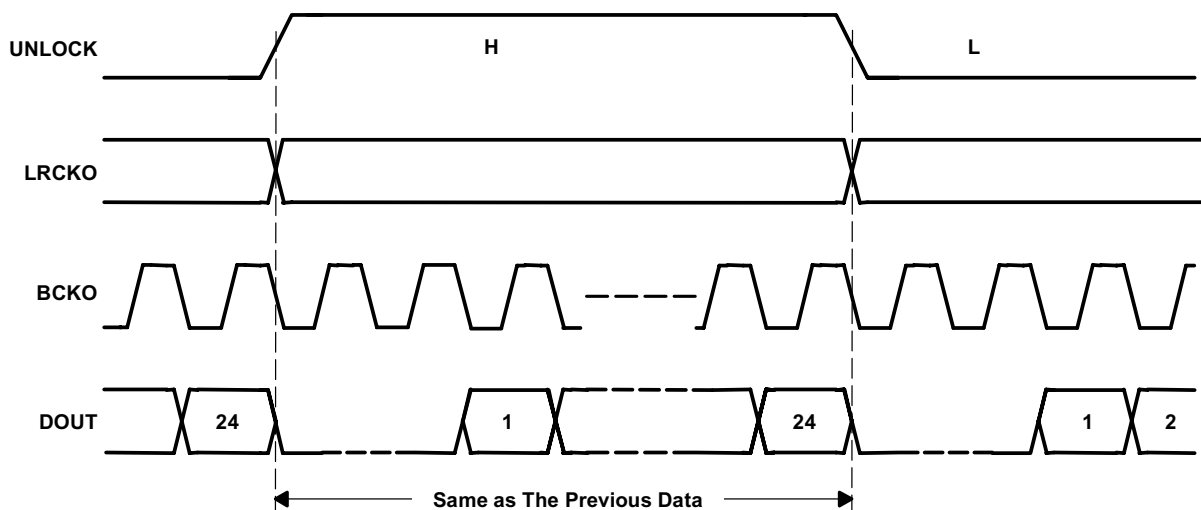 UNLOCK
H
L
LRCKO
BCKO
DOUT
24
1
24
1
2
Same as The Previous Data